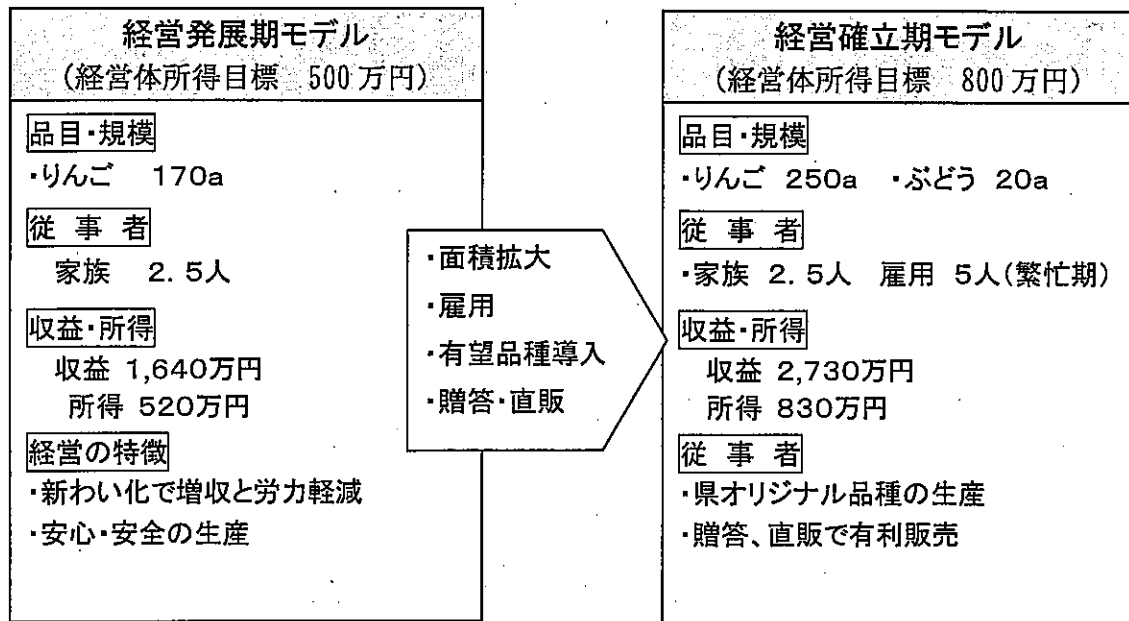 経営発展期モデル
（経営体所得目標　500万円）
品目・規模
・りんご　170a
従 事 者
家族　2．5人
収益・所得
収益 1,640万円
所得 520万円
経営の特徴
・新わい化で増収と労力軽減
・安心・安全の生産
・面積拡大
・雇用
・有望品種導入
・贈答・直販
経営確立期モデル
（経営体所得目標　800万円）
品目・規模
・りんご 250a　・ぶどう 20a
従 事 者
・家族 2．5人　雇用 5人（繁忙期）
収益・所得
収益 2,730万円
所得 830万円
従 事 者
・県オリジナル品種の生産
・贈答、直販で有利販売